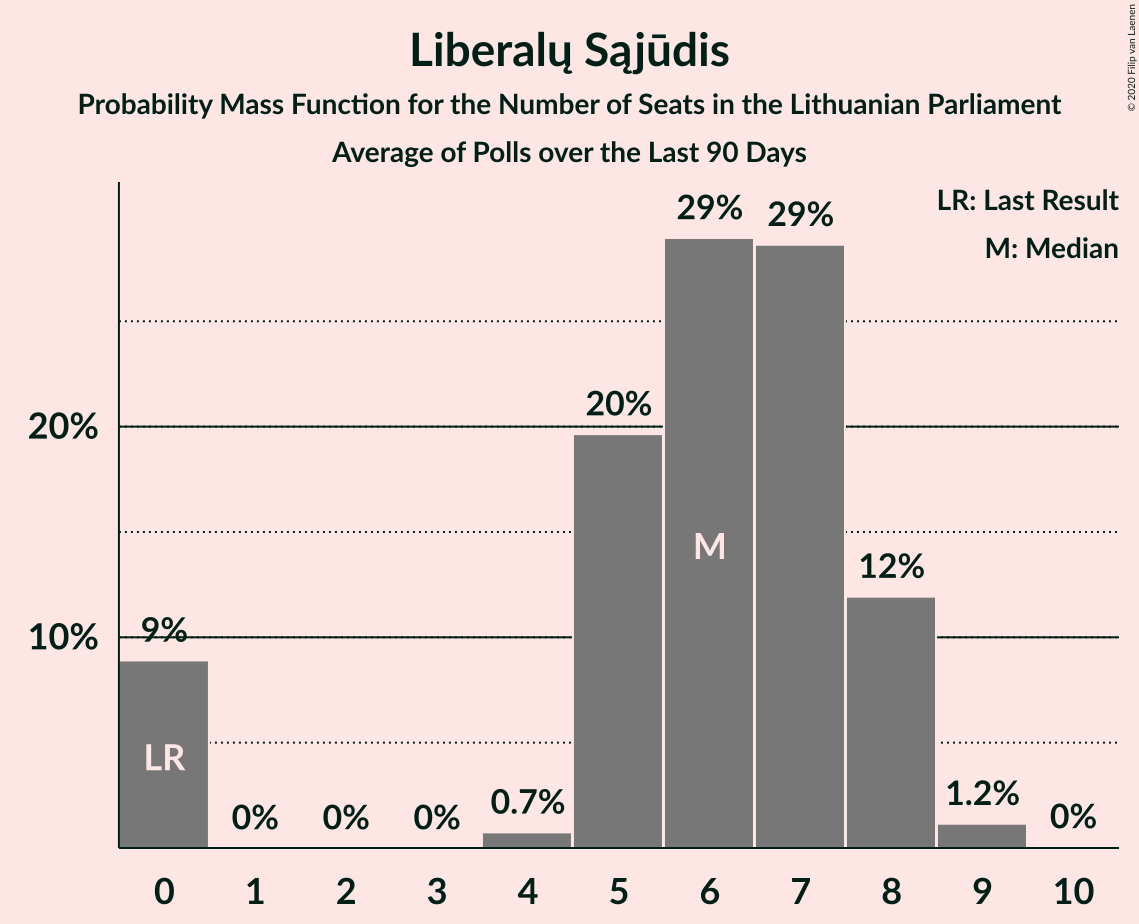 Liberalų Sąjūdis
Probability Mass Function for the Number of Seats in the Lithuanian Parliament
Average of Polls over the Last 90 Days
© 2020 Filip van Laenen
LR: Last Result
M: Median
29%
29%
20%
20%
M
12%
10%
9%
LR
0%
0%
0%
0.7%
1.2%
0%
0 1 2 3 4 5 6 7 8 9 10